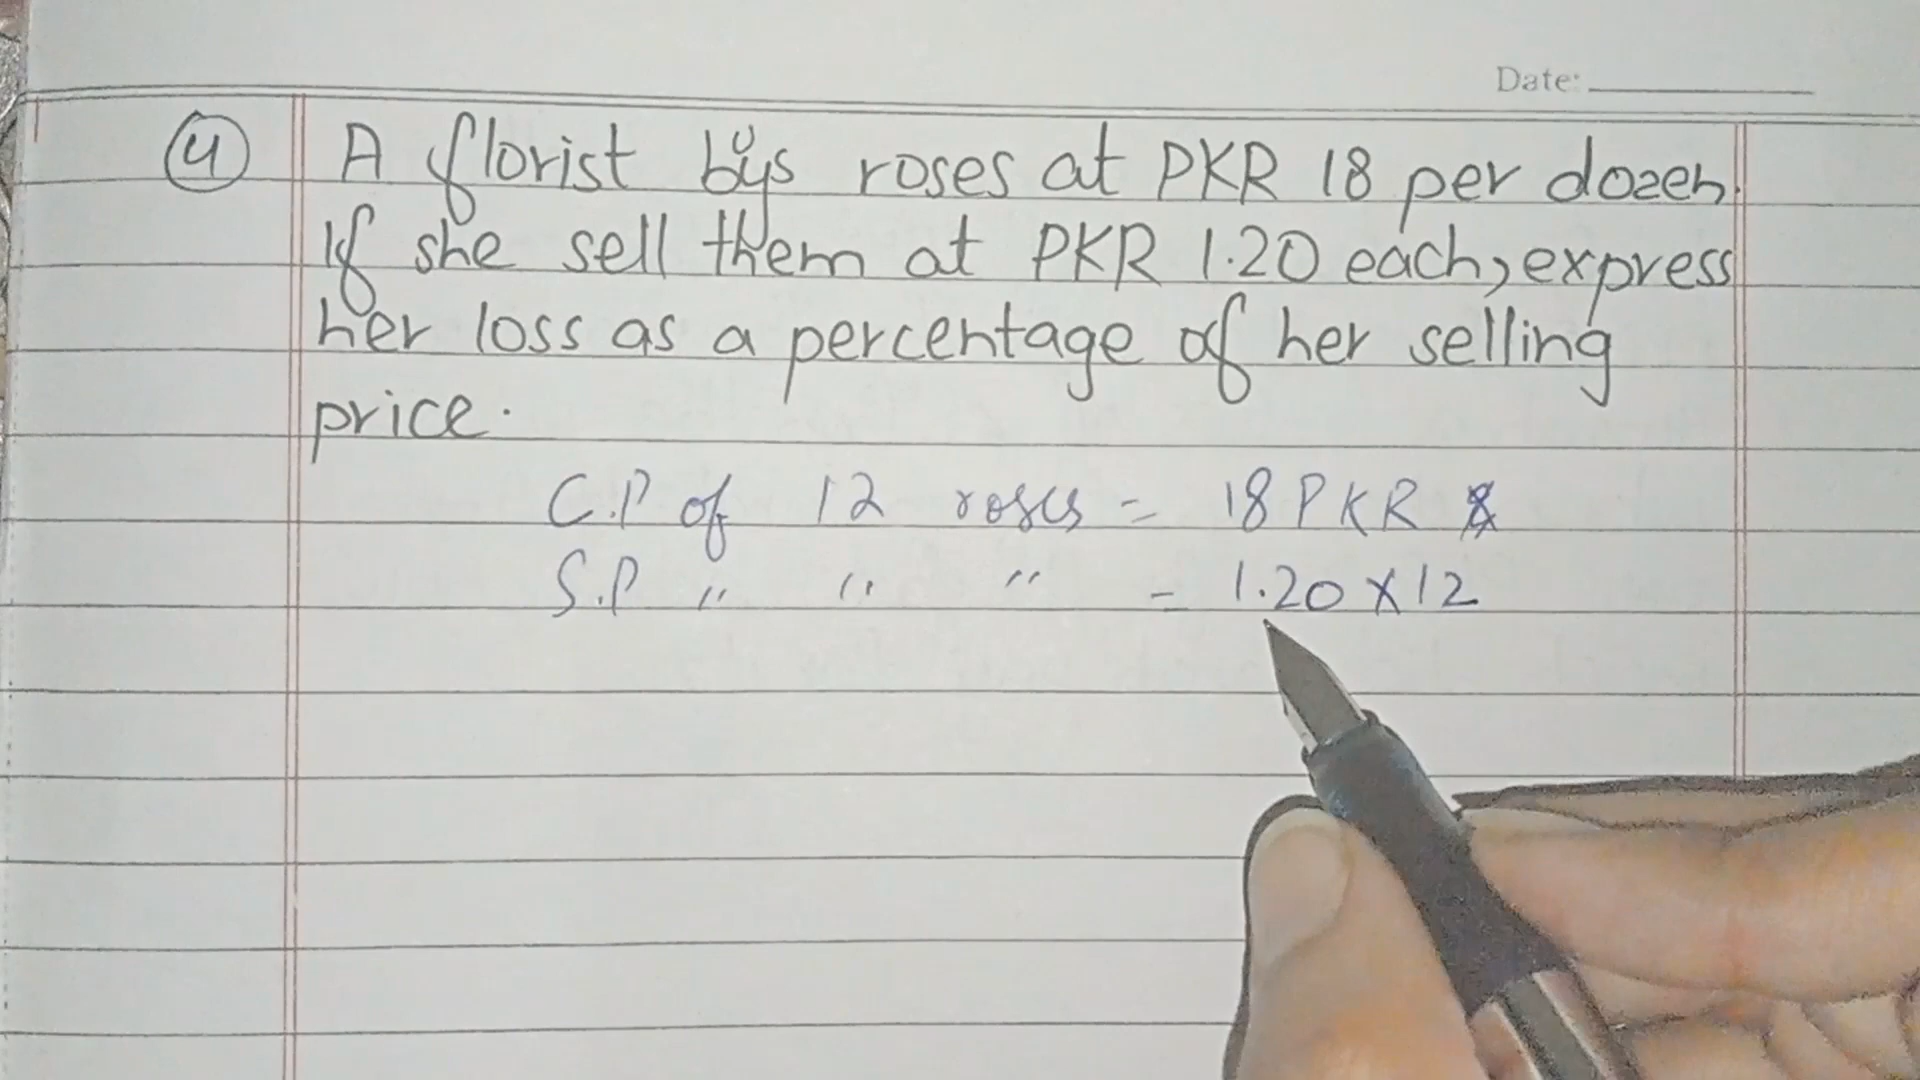 Date:
④ A florist buys roses at PKR 18 per dozen.
If she sell them at PKR 1.20 each, express
her loss as a percentage of her selling
price.
C.P of 12 roses = 18 PKR
S.P " " " = 1.20 × 12